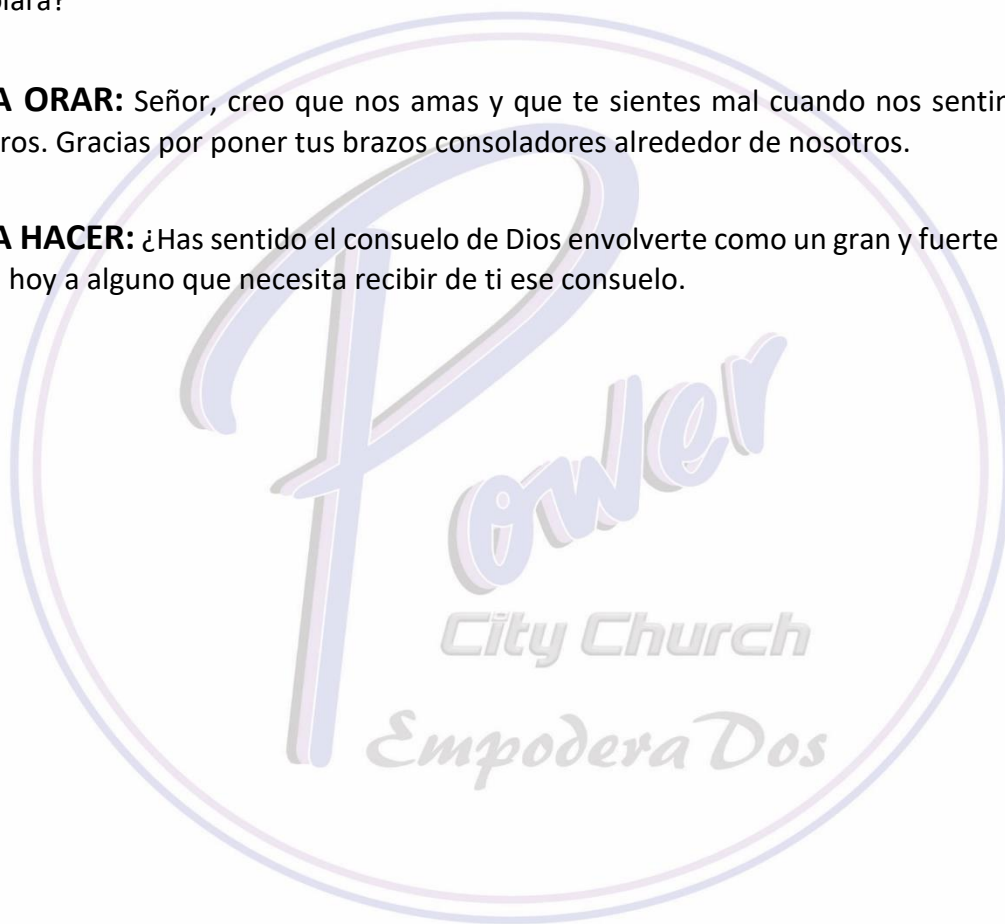 olará?
A ORAR: Señor, creo que nos amas y que te sientes mal cuando nos sentir
ros. Gracias por poner tus brazos consoladores alrededor de nosotros.
A HACER: ¿Has sentido el consuelo de Dios envolverte como un gran y fuerte
hoy a alguno que necesita recibir de ti ese consuelo.
Power
City Church
EmpoderaDos